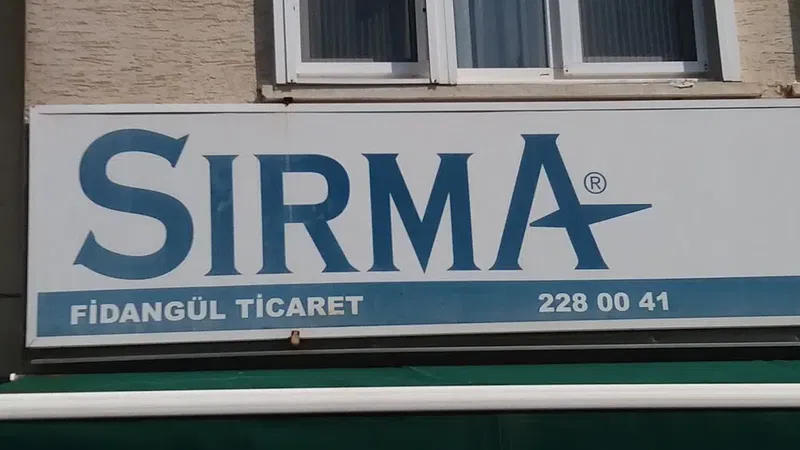 SIRMA®
FİDANGÜL TİCARET 228 00 41